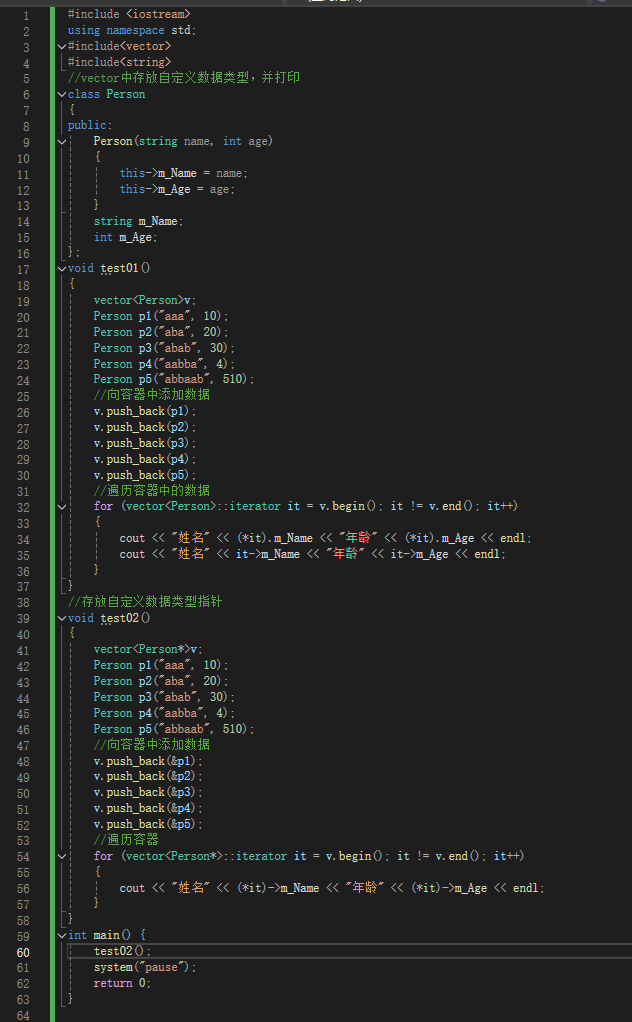 1 #include <iostream>
2 using namespace std;
3 #include<vector>
4 #include<string>
5 //vector中存放自定义数据类型，并打印
6 class Person
7 {
8 public:
9     Person(string name, int age)
10     {
11         this->m_Name = name;
12         this->m_Age = age;
13     }
14     string m_Name;
15     int m_Age;
16 };
17 void test01()
18 {
19     vector<Person>v;
20     Person p1("aaa", 10);
21     Person p2("aba", 20);
22     Person p3("abab", 30);
23     Person p4("aabba", 4);
24     Person p5("abbaab", 510);
25     //向容器中添加数据
26     v.push_back(p1);
27     v.push_back(p2);
28     v.push_back(p3);
29     v.push_back(p4);
30     v.push_back(p5);
31     //遍历容器中的数据
32     for (vector<Person>::iterator it = v.begin(); it != v.end(); it++)
33     {
34         cout << "姓名" << (*it).m_Name << "年龄" << (*it).m_Age << endl;
35         cout << "姓名" << it->m_Name << "年龄" << it->m_Age << endl;
36     }
37 }
38 //存放自定义数据类型指针
39 void test02()
40 {
41     vector<Person*>v;
42     Person p1("aaa", 10);
43     Person p2("aba", 20);
44     Person p3("abab", 30);
45     Person p4("aabba", 4);
46     Person p5("abbaab", 510);
47     //向容器中添加数据
48     v.push_back(&p1);
49     v.push_back(&p2);
50     v.push_back(&p3);
51     v.push_back(&p4);
52     v.push_back(&p5);
53     //遍历容器
54     for (vector<Person*>::iterator it = v.begin(); it != v.end(); it++)
55     {
56         cout << "姓名" << (*it)->m_Name << "年龄" << (*it)->m_Age << endl;
57     }
58 }
59 int main() {
60     test02();
61     system("pause");
62     return 0;
63 }
64